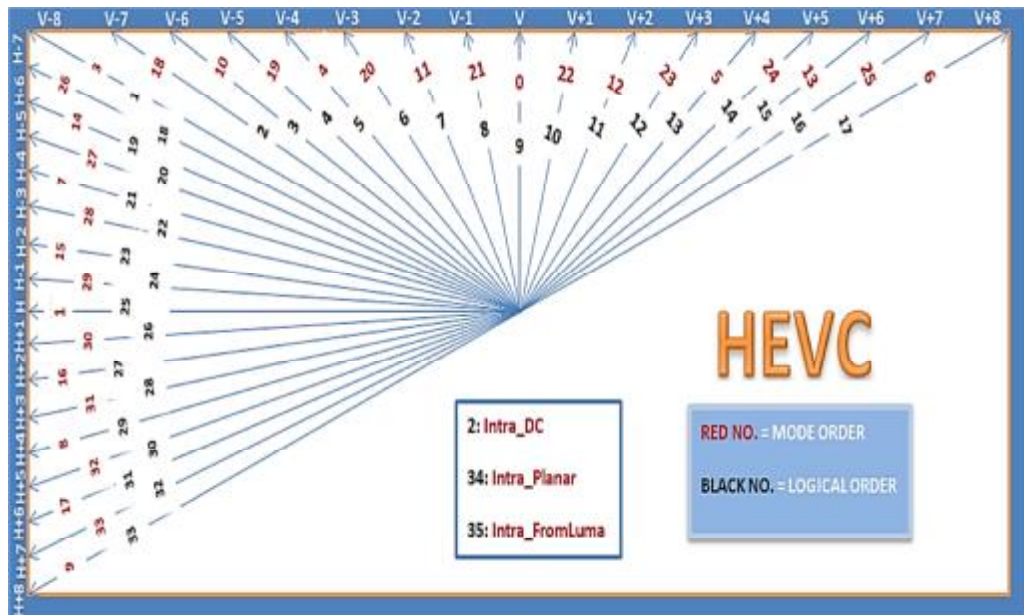 V-8 V-7 V-6 V-5 V-4 V-3 V-2 V-1 V V+1 V+2 V+3 V+4 V+5 V+6 V+7 V+8
3 18 10 19 4 20 11 21 0 22 12 23 5 24 13 25 6
1 2 3 4 5 6 7 8 9 10 11 12 13 14 15 16 17
H-7 H-6 H-5 H-4 H-3 H-2 H-1 H H+1 H+2 H+3 H+4 H+5 H+6 H+7 H+8
26 14 27 7 28 15 29 1 30 16 31 8 32 17 33 9
18 19 20 21 22 23 24 25 26 27 28 29 30 31 32 33
HEVC
2: Intra_DC
34: Intra_Planar
35: Intra_FromLuma
RED NO. = MODE ORDER
BLACK NO. = LOGICAL ORDER